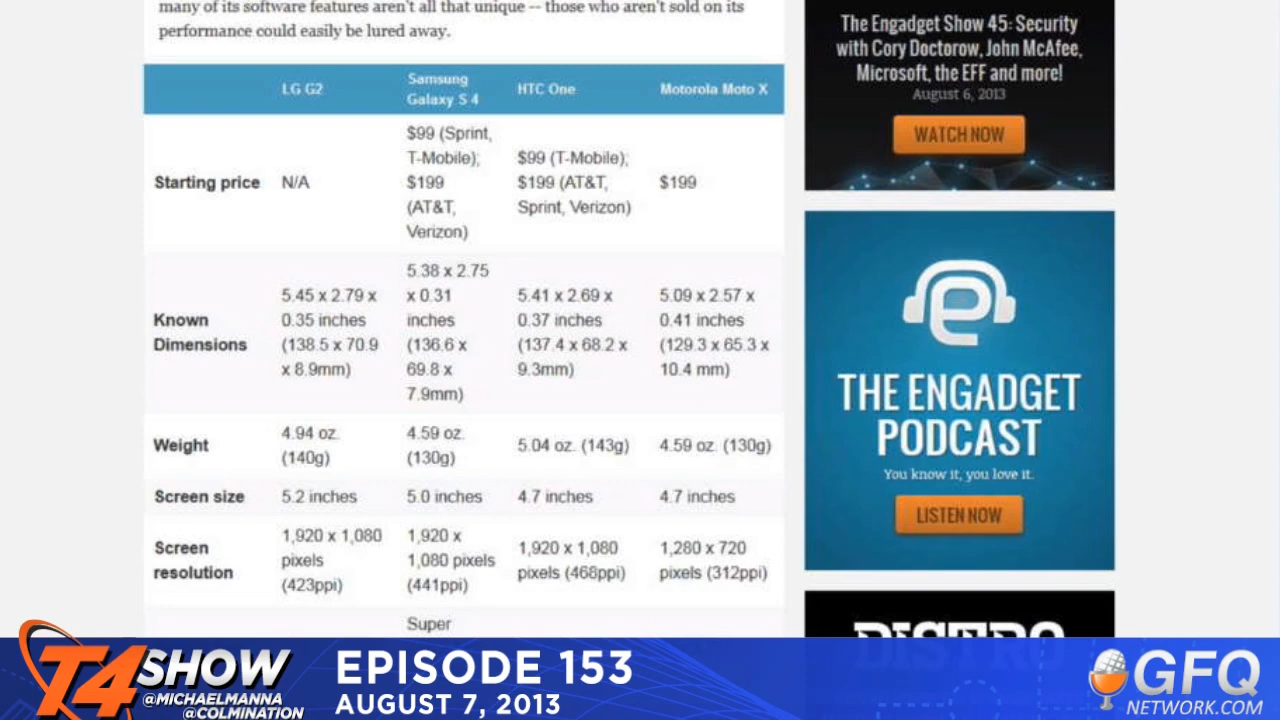 many of its software features aren't all that unique -- those who aren't sold on its
performance could easily be lured away.
LG G2
Samsung
Galaxy S 4
HTC One
Motorola Moto X
Starting price
N/A
$99 (Sprint,
T-Mobile);
$199
(AT&T,
Verizon)
$99 (T-Mobile);
$199 (AT&T,
Sprint, Verizon)
$199
Known
Dimensions
5.45 x 2.79 x
0.35 inches
(138.5 x 70.9
x 8.9mm)
5.38 x 2.75
x 0.31
inches
(136.6 x
69.8 x
7.9mm)
5.41 x 2.69 x
0.37 inches
(137.4 x 68.2 x
9.3mm)
5.09 x 2.57 x
0.41 inches
(129.3 x 65.3 x
10.4 mm)
Weight
4.94 oz.
(140g)
4.59 oz.
(130g)
5.04 oz. (143g)
4.59 oz. (130g)
Screen size
5.2 inches
5.0 inches
4.7 inches
4.7 inches
Screen
resolution
1,920 x 1,080
pixels
(423ppi)
1,920 x
1,080 pixels
(441ppi)
1,920 x 1,080
pixels (468ppi)
1,280 x 720
pixels (312ppi)
Super
The Engadget Show 45: Security
with Cory Doctorow, John McAfee,
Microsoft, the EFF and more!
August 6, 2013
WATCH NOW
e
THE ENGADGET
PODCAST
You know it, you love it.
LISTEN NOW
DISTRO
T4 SHOW
@MICHAELMANNA
@COLMINATION
EPISODE 153
AUGUST 7, 2013
GFQ
NETWORK.COM